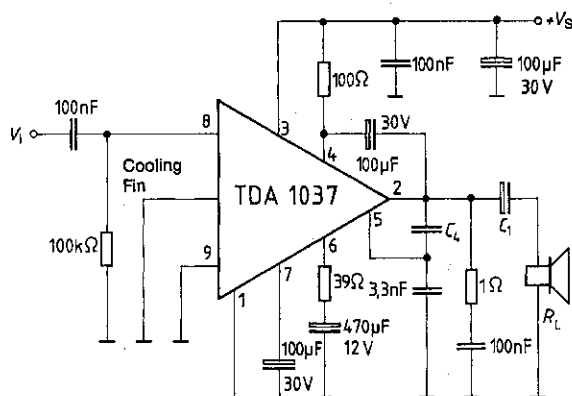 +Vs
100Ω
100nF
100µF
30V
100nF
30V
Vi
8
3
4
100µF
Cooling
Fin
TDA 1037
2
5
C4
C1
9
6
100kΩ
39Ω
1Ω
1
7
3,3nF
RL
470µF
12V
100µF
100nF
30V